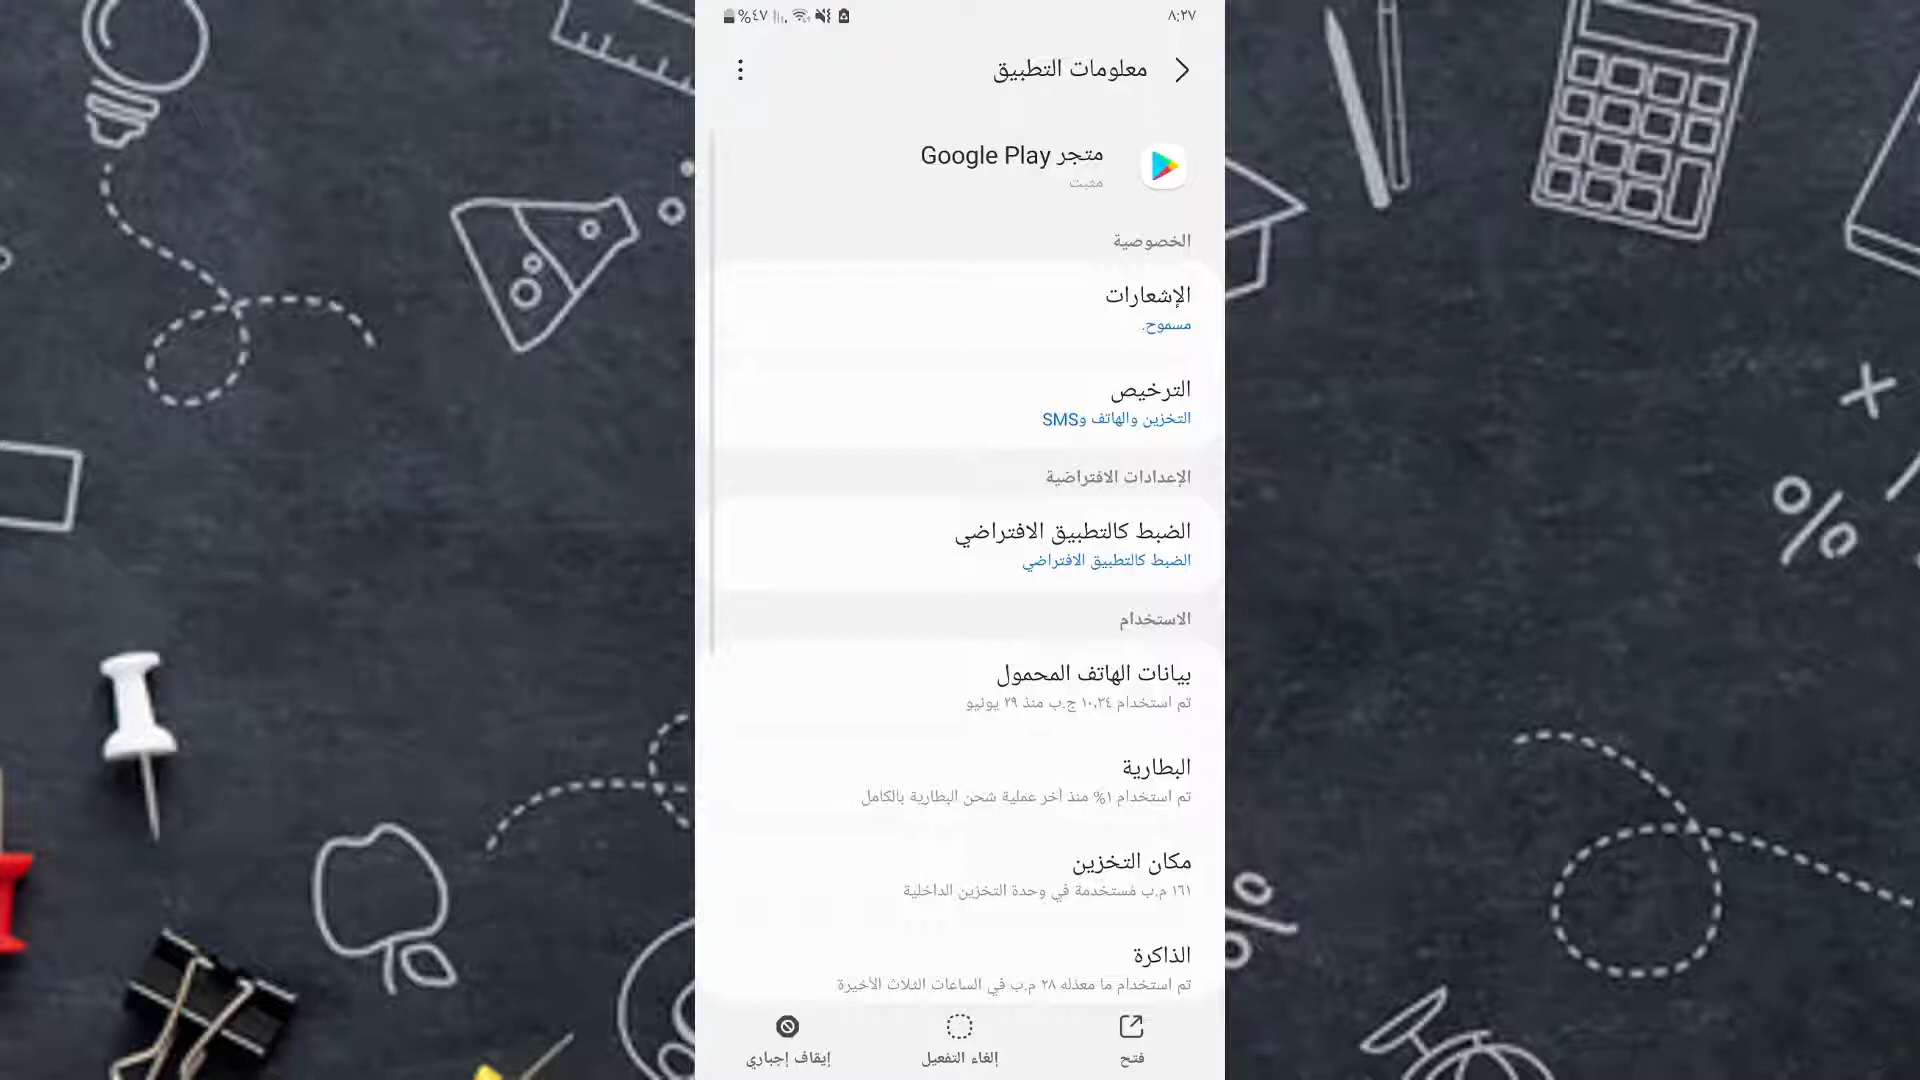 ٨:٢٧
%٤٧
معلومات التطبيق
متجر Google Play
مثبت
الخصوصية
الإشعارات
مسموح.
الترخيص
التخزين والهاتف وSMS
الإعدادات الافتراضية
الضبط كالتطبيق الافتراضي
الضبط كالتطبيق الافتراضي
الاستخدام
بيانات الهاتف المحمول
تم استخدام ١٠,٣٤ ج.ب منذ ٢٩ يونيو
البطارية
تم استخدام ١% منذ آخر عملية شحن البطارية بالكامل
مكان التخزين
١٦١ م.ب مُستخدمة في وحدة التخزين الداخلية
الذاكرة
تم استخدام ما معدله ٢٨ م.ب في الساعات الثلاث الأخيرة
فتح
إلغاء التفعيل
إيقاف إجباري